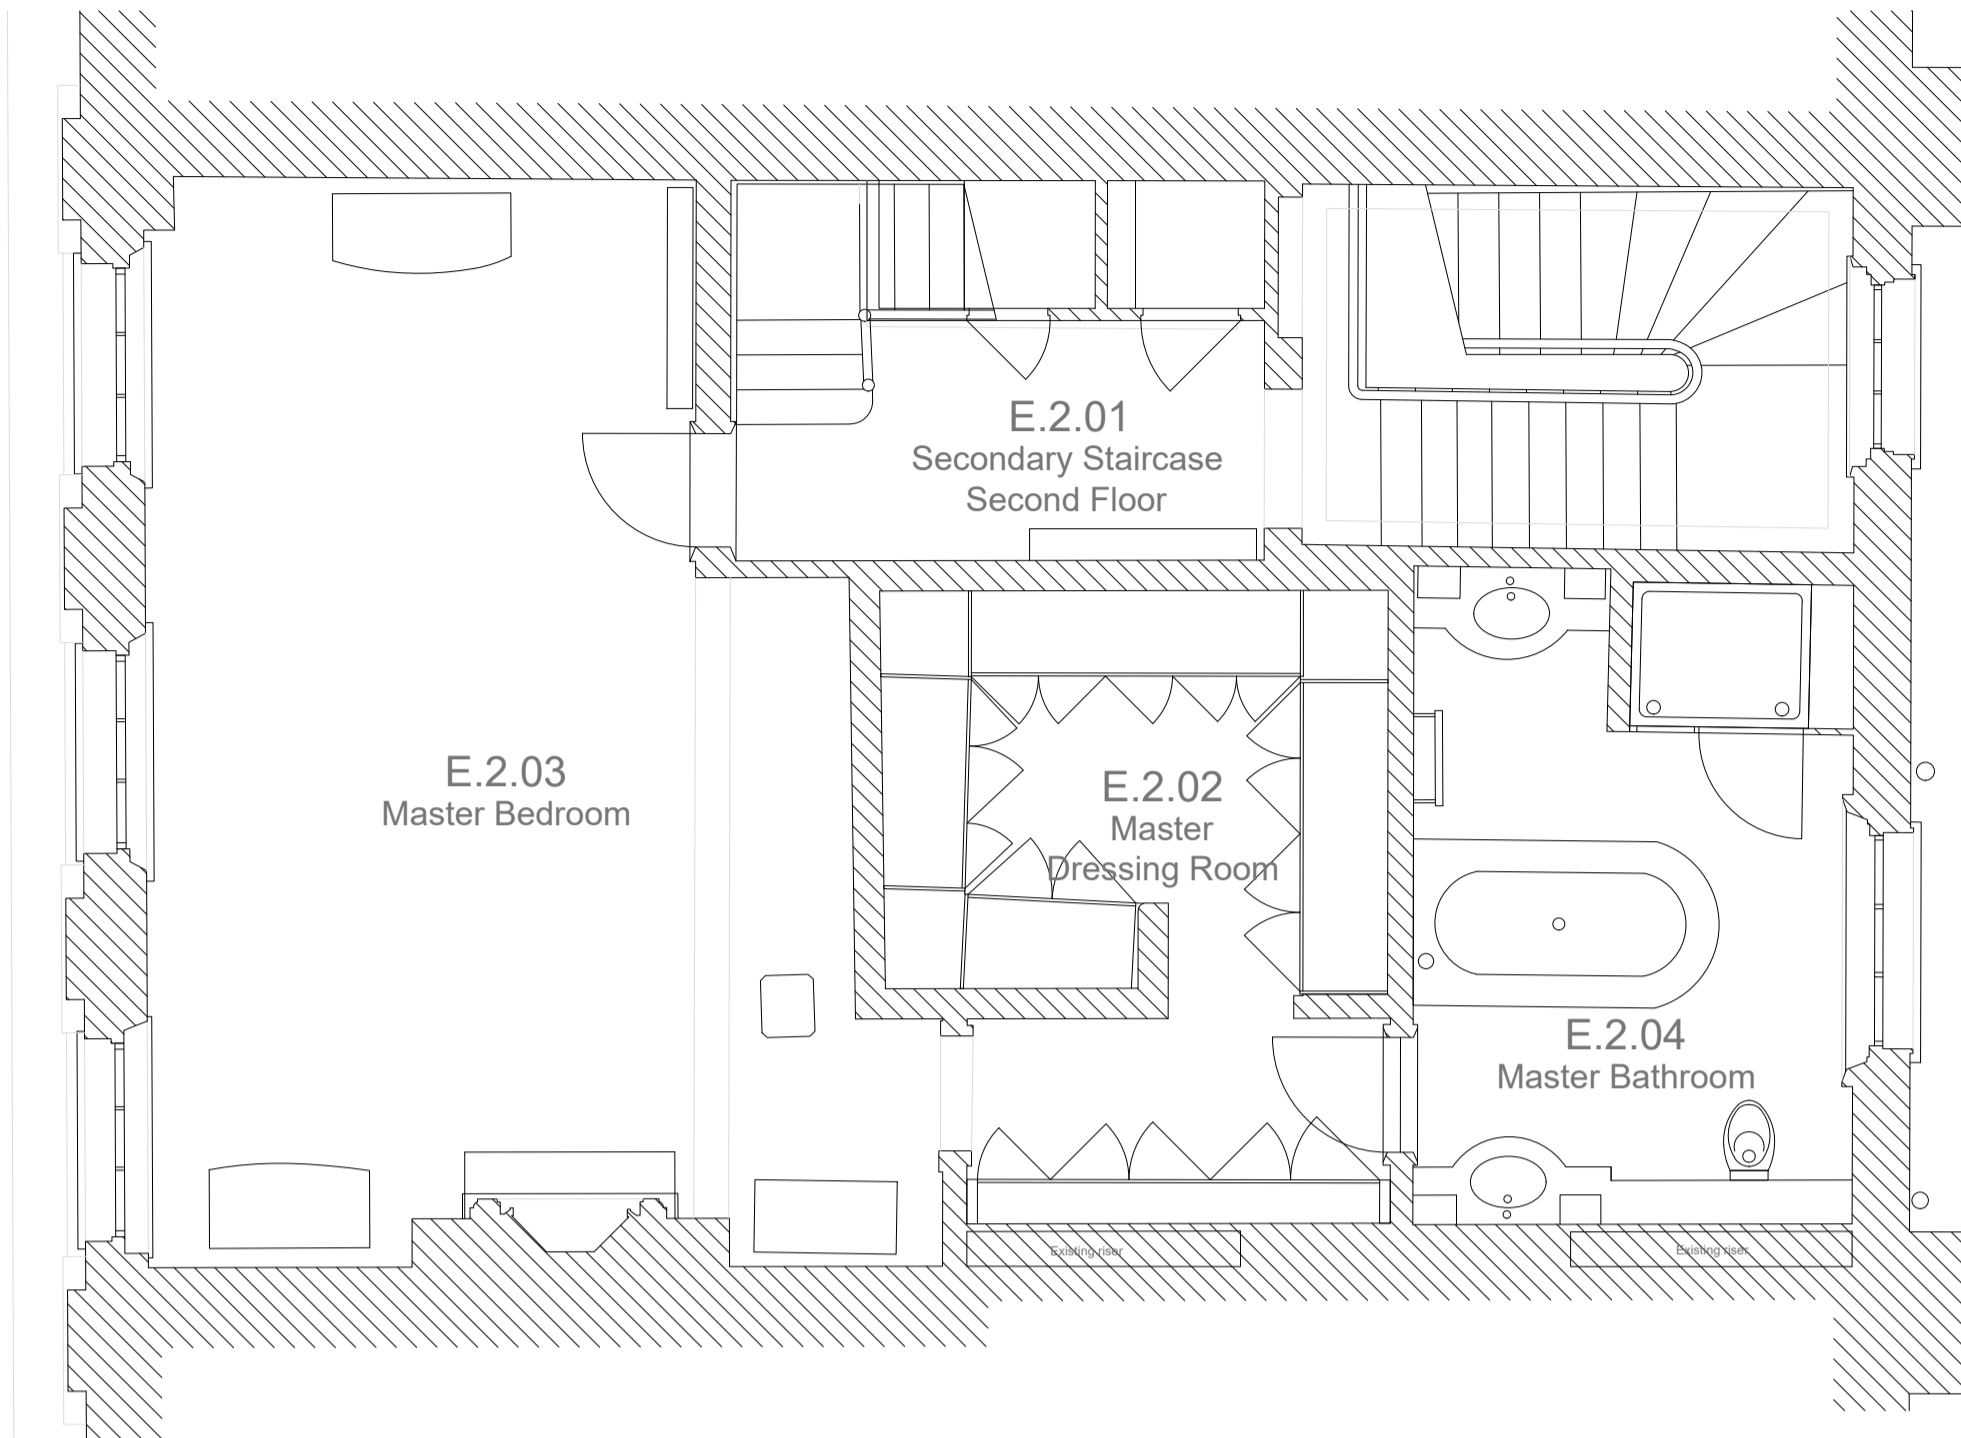 E.2.01
Secondary Staircase
Second Floor
E.2.03
Master Bedroom
E.2.02
Master
Dressing Room
E.2.04
Master Bathroom
Existing riser
Existing riser